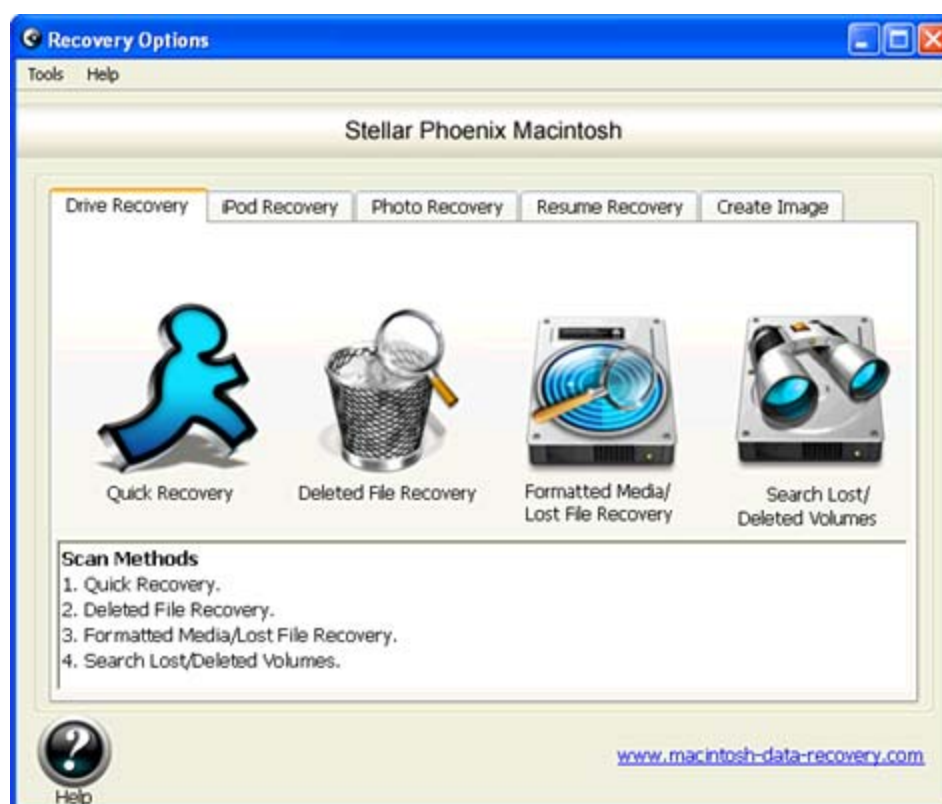 Recovery Options
Tools Help
Stellar Phoenix Macintosh
Drive Recovery iPod Recovery Photo Recovery Resume Recovery Create Image
Quick Recovery
Deleted File Recovery
Formatted Media/
Lost File Recovery
Search Lost/
Deleted Volumes
Scan Methods
1. Quick Recovery.
2. Deleted File Recovery.
3. Formatted Media/Lost File Recovery.
4. Search Lost/Deleted Volumes.
www.macintosh-data-recovery.com
Help